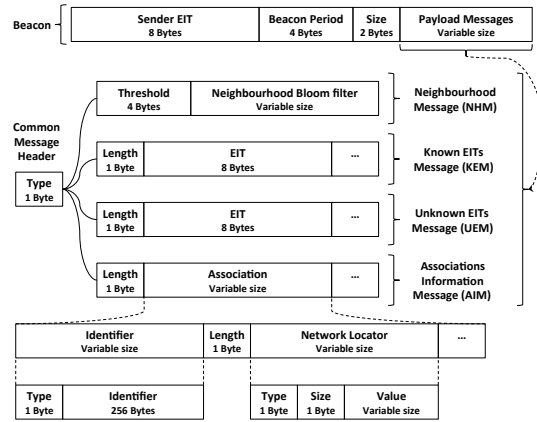 Beacon
Sender EIT
8 Bytes
Beacon Period
4 Bytes
Size
2 Bytes
Payload Messages
Variable size
Common
Message
Header
Type
1 Byte
Threshold
4 Bytes
Neighbourhood Bloom filter
Variable size
Neighbourhood
Message (NHM)
Length
1 Byte
EIT
8 Bytes
...
Known EITs
Message (KEM)
Length
1 Byte
EIT
8 Bytes
...
Unknown EITs
Message (UEM)
Length
1 Byte
Association
Variable size
...
Associations
Information
Message (AIM)
Identifier
Variable size
Length
1 Byte
Network Locator
Variable size
...
Type
1 Byte
Identifier
256 Bytes
Type
1 Byte
Size
1 Byte
Value
Variable size